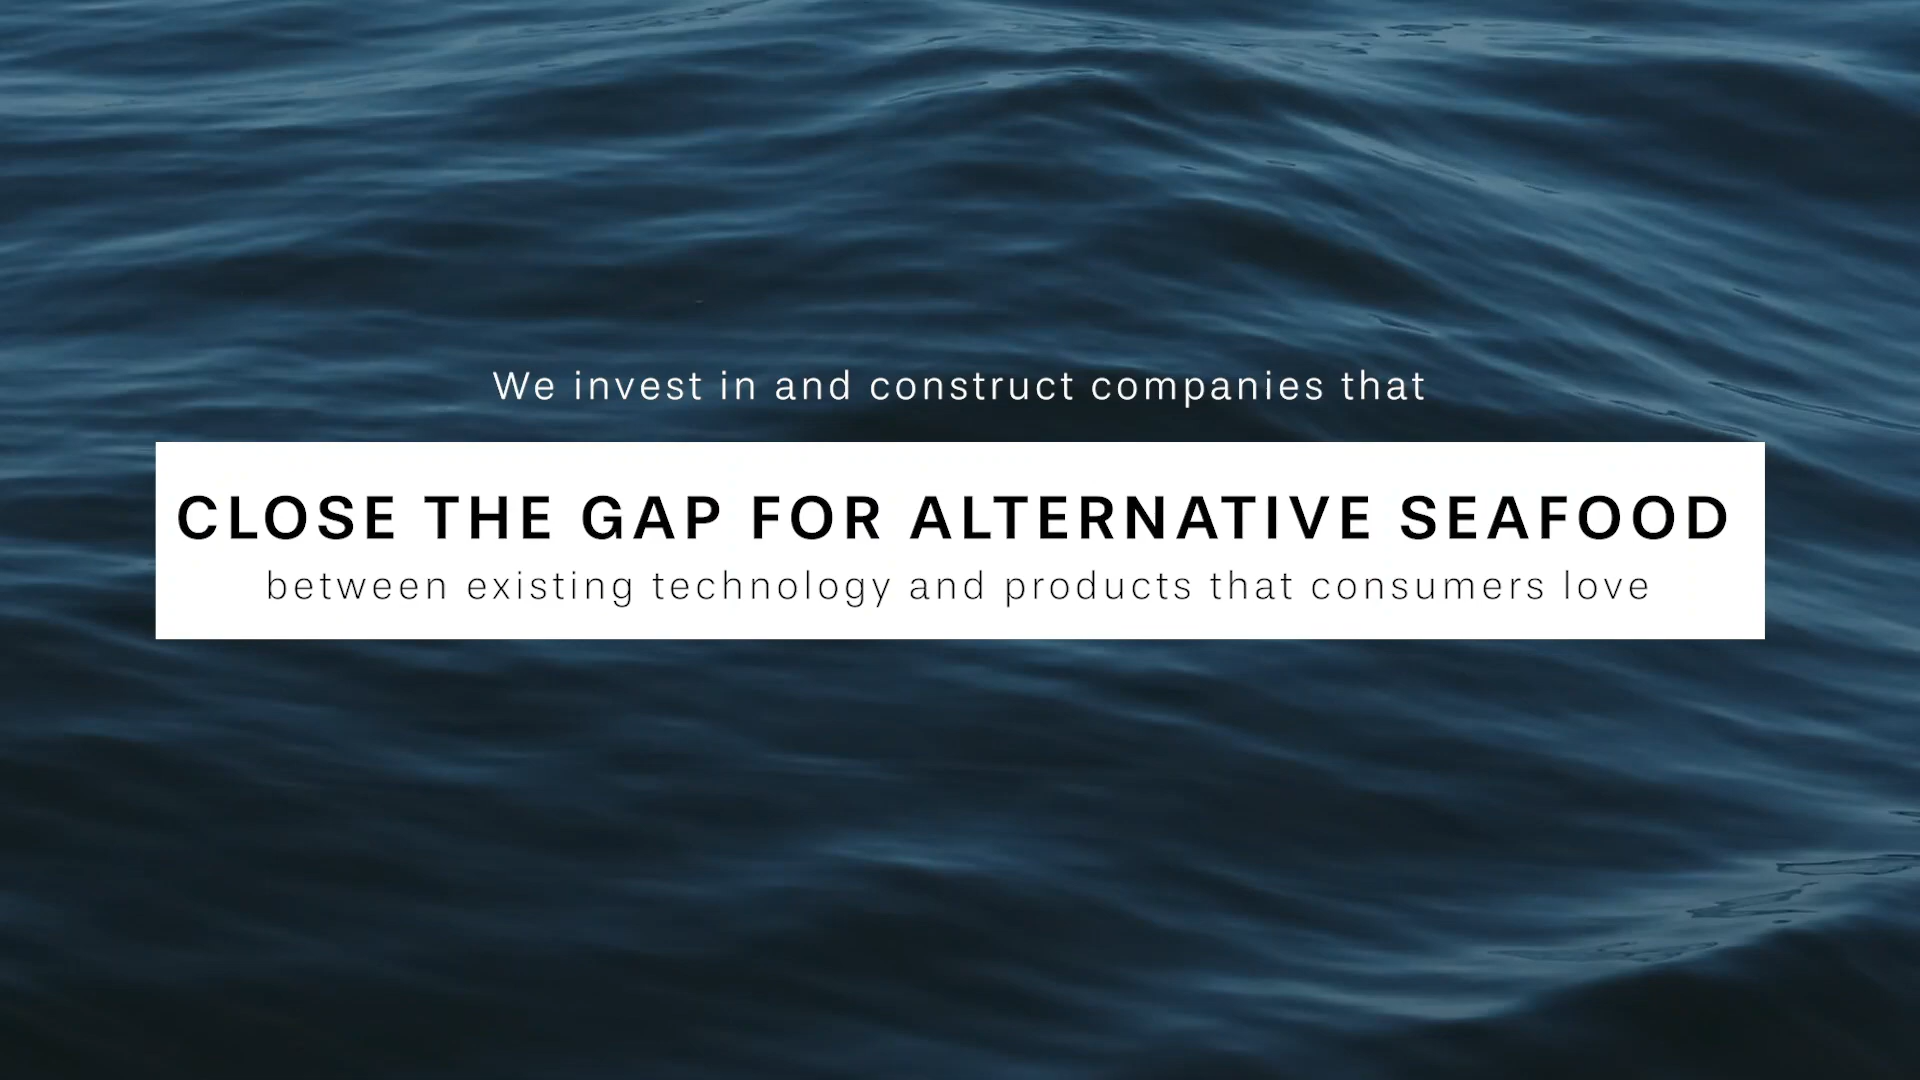 We invest in and construct companies that
CLOSE THE GAP FOR ALTERNATIVE SEAFOOD
between existing technology and products that consumers love